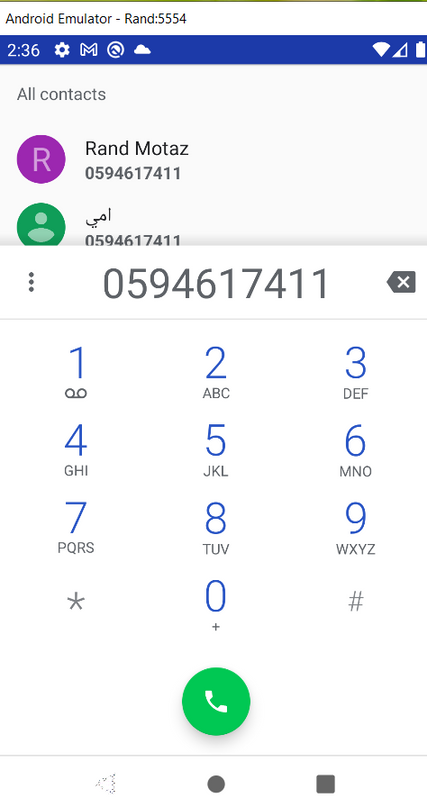 Android Emulator - Rand:5554
2:36
All contacts
R
Rand Motaz
0594617411
امي
0594617411
0594617411
1 2 3
ABC DEF
4 5 6
GHI JKL MNO
7 8 9
PQRS TUV WXYZ
* 0 #
+